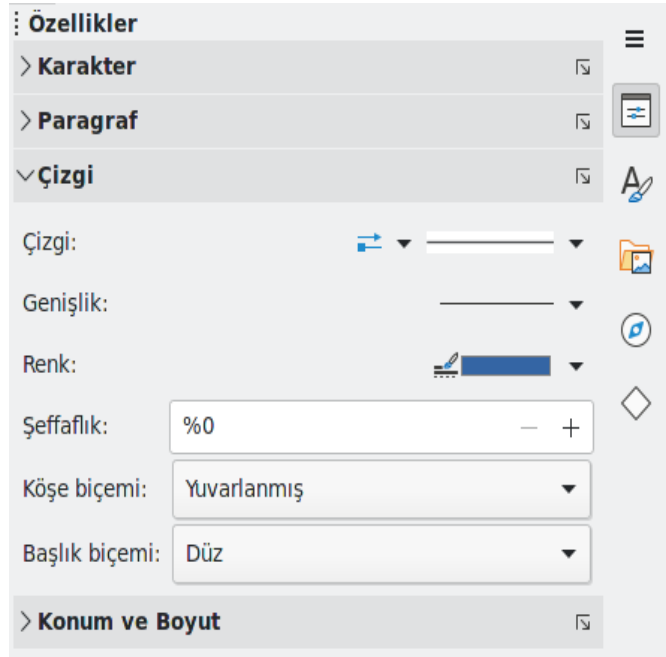 Özellikler
Karakter
Paragraf
Çizgi
Çizgi:
Genişlik:
Renk:
Şeffaflık: %0
Köşe biçemi: Yuvarlanmış
Başlık biçemi: Düz
Konum ve Boyut